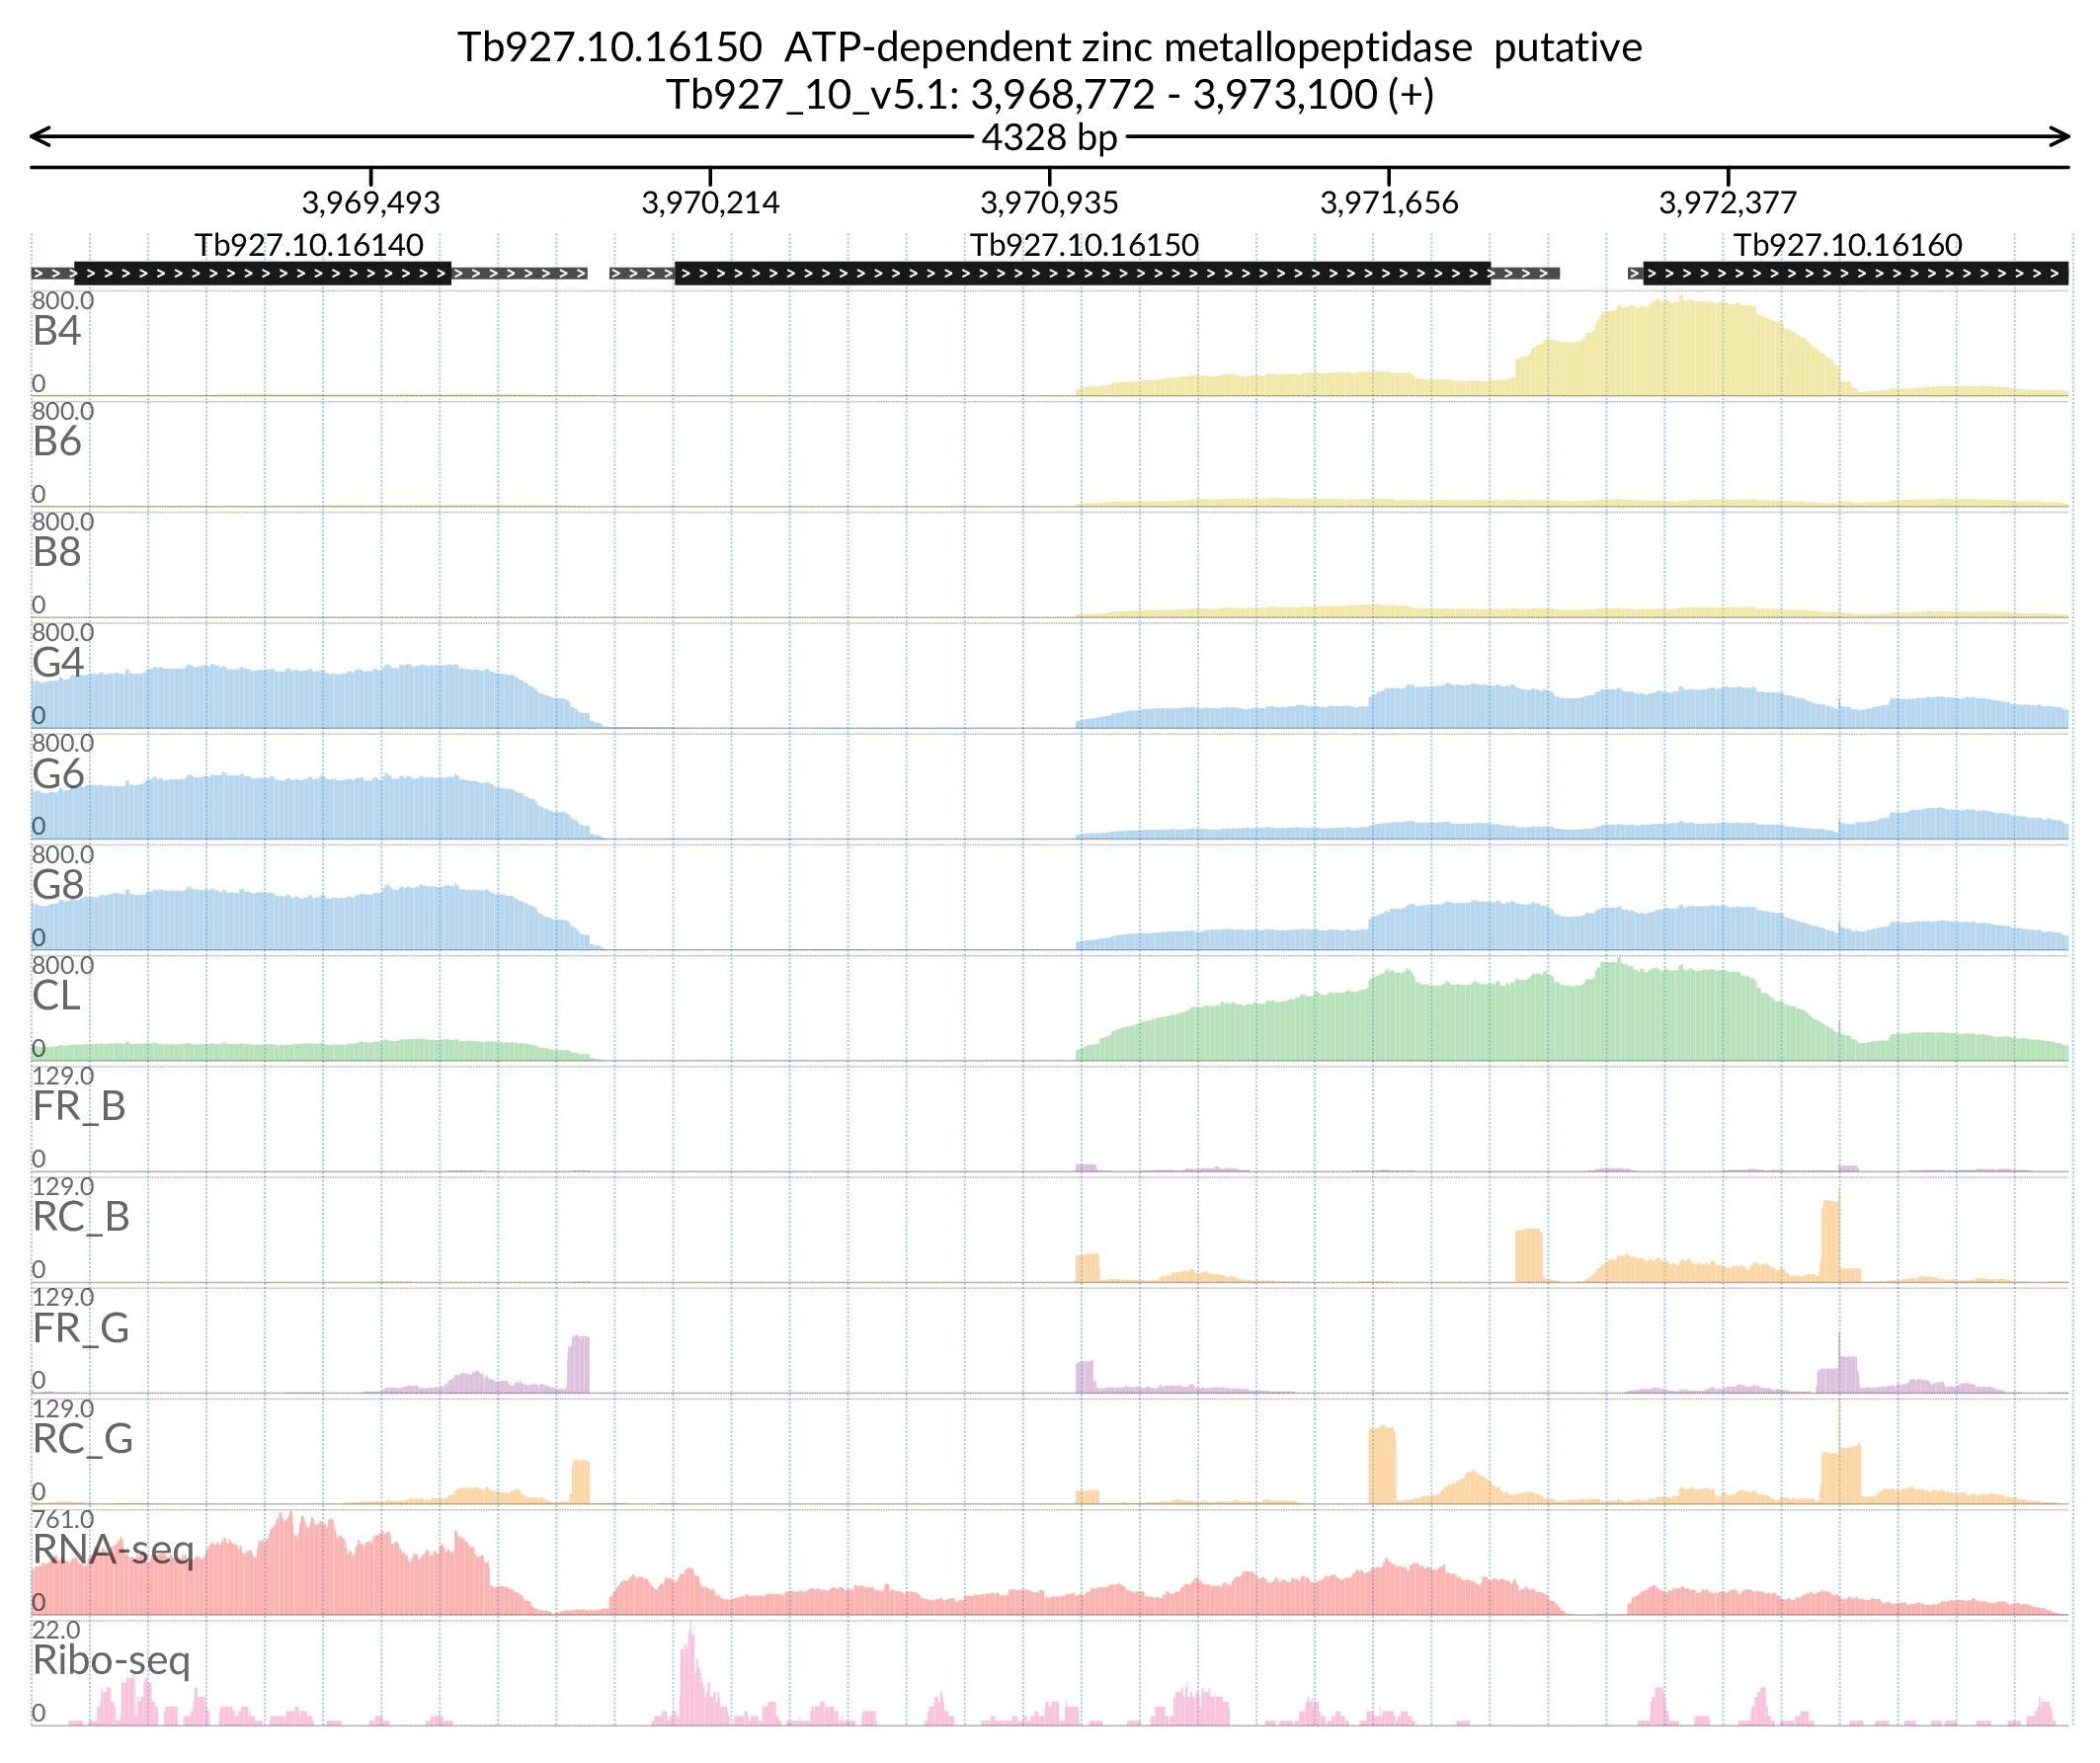 Tb927.10.16150 ATP-dependent zinc metallopeptidase putative
Tb927_10_v5.1: 3,968,772 - 3,973,100 (+)
4328 bp
3,969,493 3,970,214 3,970,935 3,971,656 3,972,377
Tb927.10.16140 Tb927.10.16150 Tb927.10.16160
800.0
B4
0
800.0
B6
0
800.0
B8
0
800.0
G4
0
800.0
G6
0
800.0
G8
0
800.0
CL
0
129.0
FR_B
0
129.0
RC_B
0
129.0
FR_G
0
129.0
RC_G
0
761.0
RNA-seq
0
22.0
Ribo-seq
0